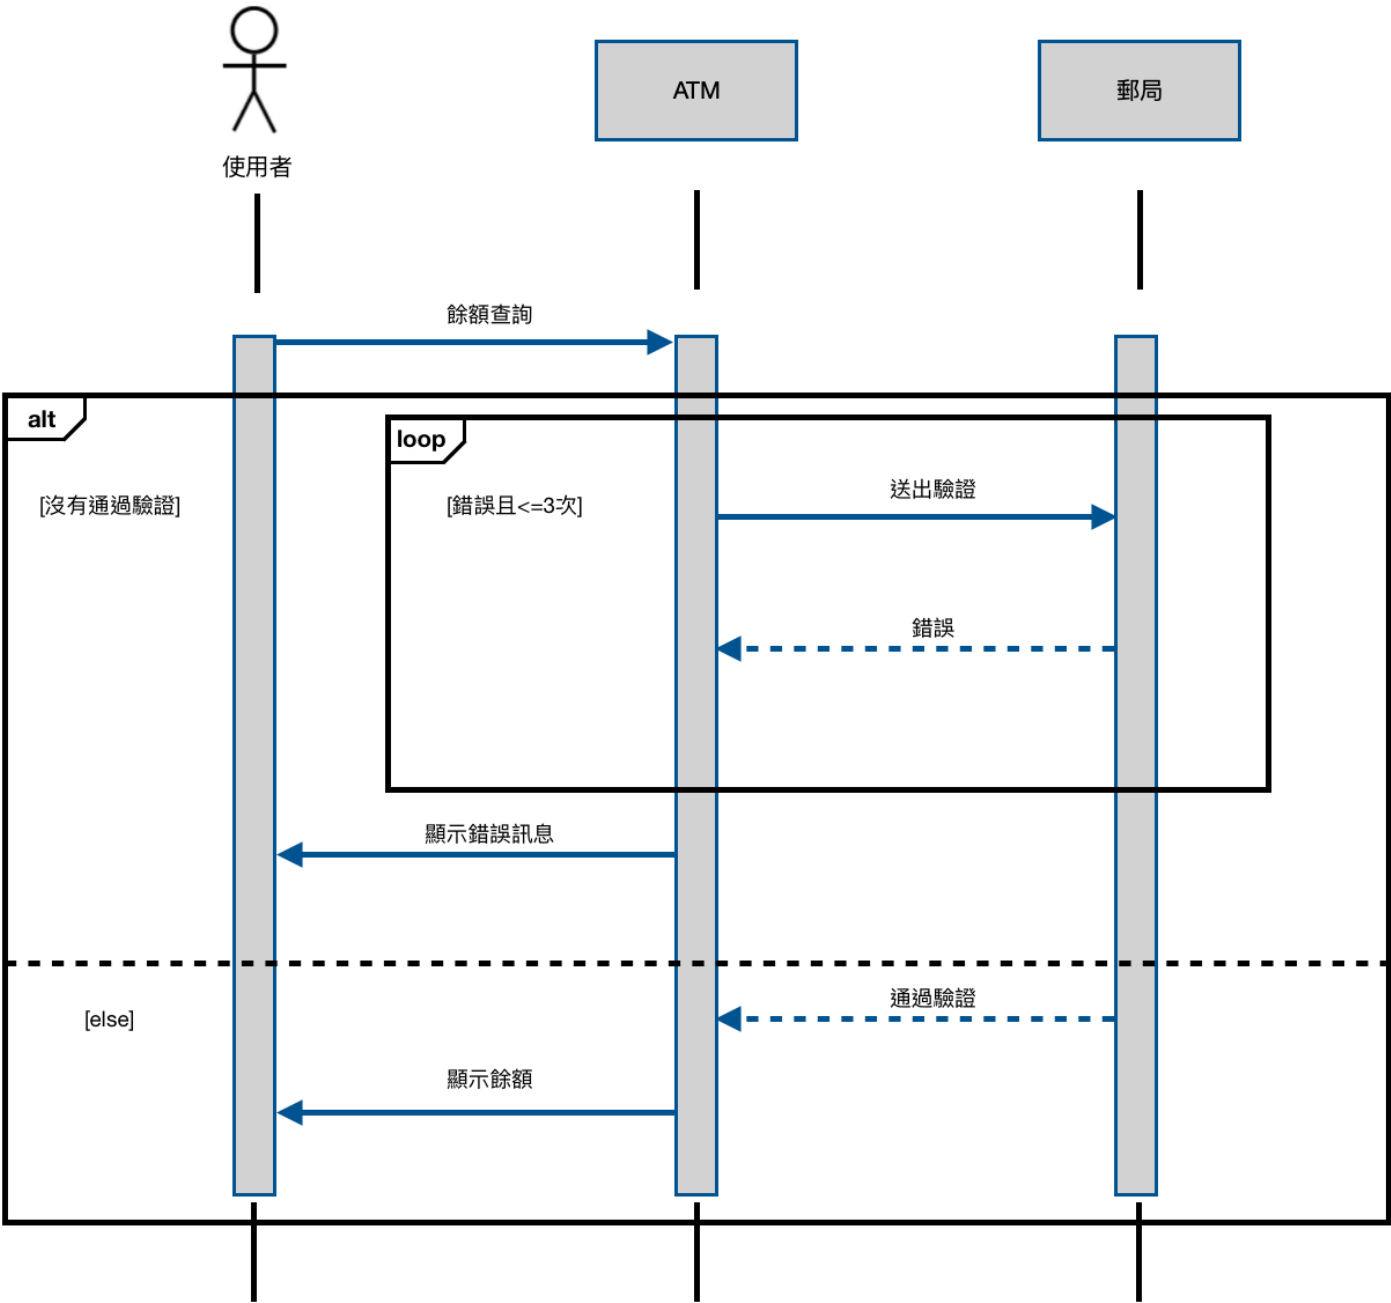 使用者
ATM
郵局
餘額查詢
alt
loop
[沒有通過驗證]
[錯誤且<=3次]
送出驗證
錯誤
顯示錯誤訊息
[else]
通過驗證
顯示餘額